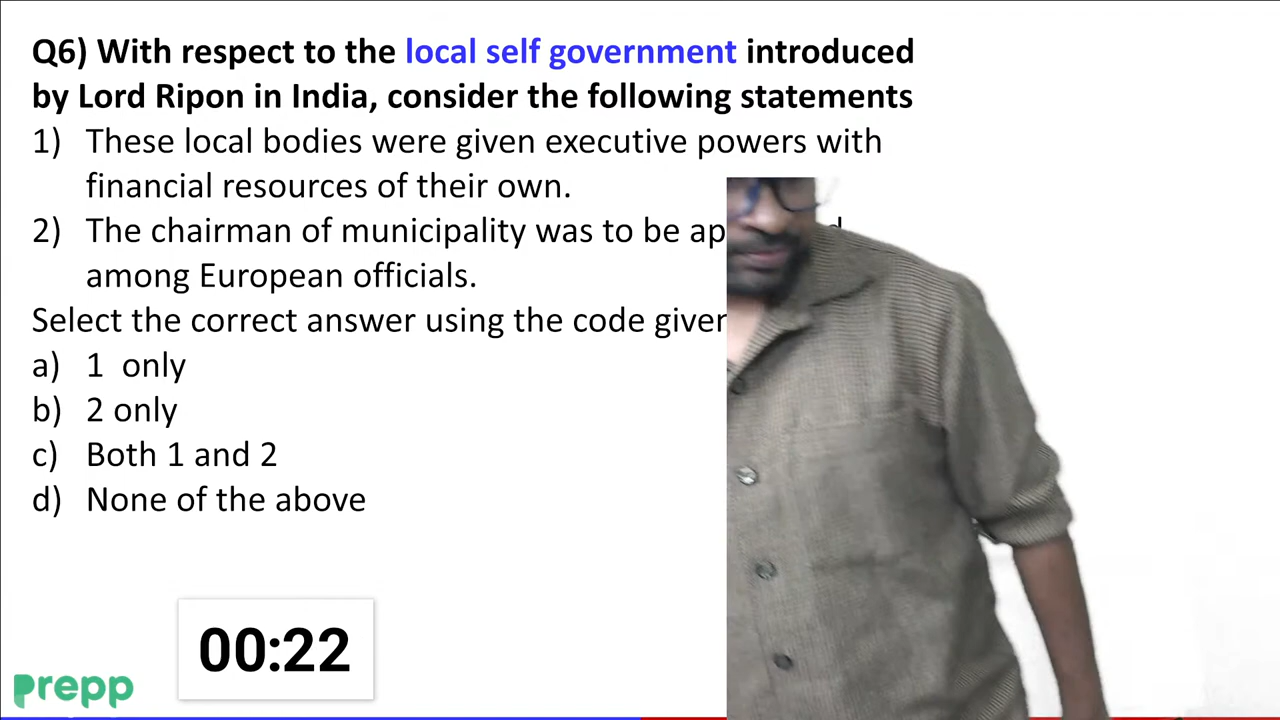 Q6) With respect to the local self government introduced
by Lord Ripon in India, consider the following statements
1) These local bodies were given executive powers with
financial resources of their own.
2) The chairman of municipality was to be
among European officials.
Select the correct answer using the code
a) 1 only
b) 2 only
c) Both 1 and 2
d) None of the above
00:22
prepp